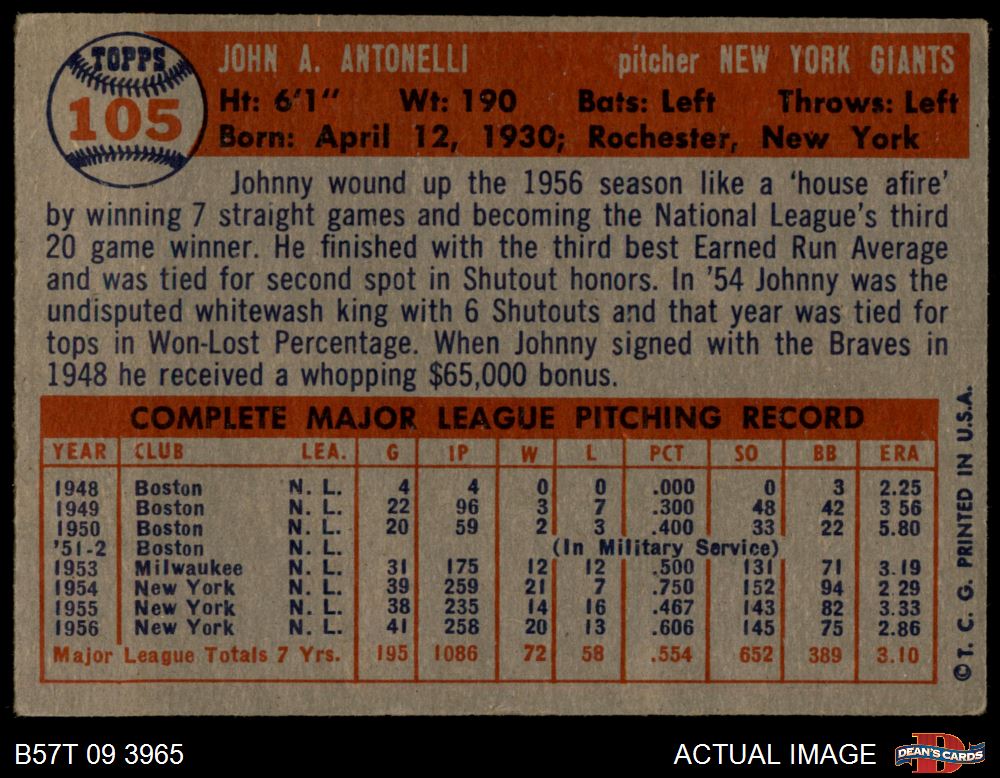 TOPPS
105
JOHN A. ANTONELLI pitcher NEW YORK GIANTS
Ht: 6'1" Wt: 190 Bats: Left Throws: Left
Born: April 12, 1930; Rochester, New York
Johnny wound up the 1956 season like a 'house afire'
by winning 7 straight games and becoming the National League's third
20 game winner. He finished with the third best Earned Run Average
and was tied for second spot in Shutout honors. In '54 Johnny was the
undisputed whitewash king with 6 Shutouts and that year was tied for
tops in Won-Lost Percentage. When Johnny signed with the Braves in
1948 he received a whopping $65,000 bonus.
COMPLETE MAJOR LEAGUE PITCHING RECORD
YEAR CLUB LEA. G IP W L PCT SO BB ERA
1948 Boston N. L. 4 4 0 0 .000 0 3 2.25
1949 Boston N. L. 22 96 3 7 .300 48 42 3 56
1950 Boston N. L. 20 59 2 3 .400 33 22 5.80
'51-2 Boston N. L. (In Military Service)
1953 Milwaukee N. L. 31 175 12 12 .500 131 71 3.19
1954 New York N. L. 39 259 21 7 .750 152 94 2.29
1955 New York N. L. 38 235 14 16 .467 143 82 3.33
1956 New York N. L. 41 258 20 13 .606 145 75 2.86
Major League Totals 7 Yrs. 195 1086 72 58 .554 652 389 3.10
© T. C. G. PRINTED IN U.S.A.
B57T 09 3965 ACTUAL IMAGE DEAN'S CARDS